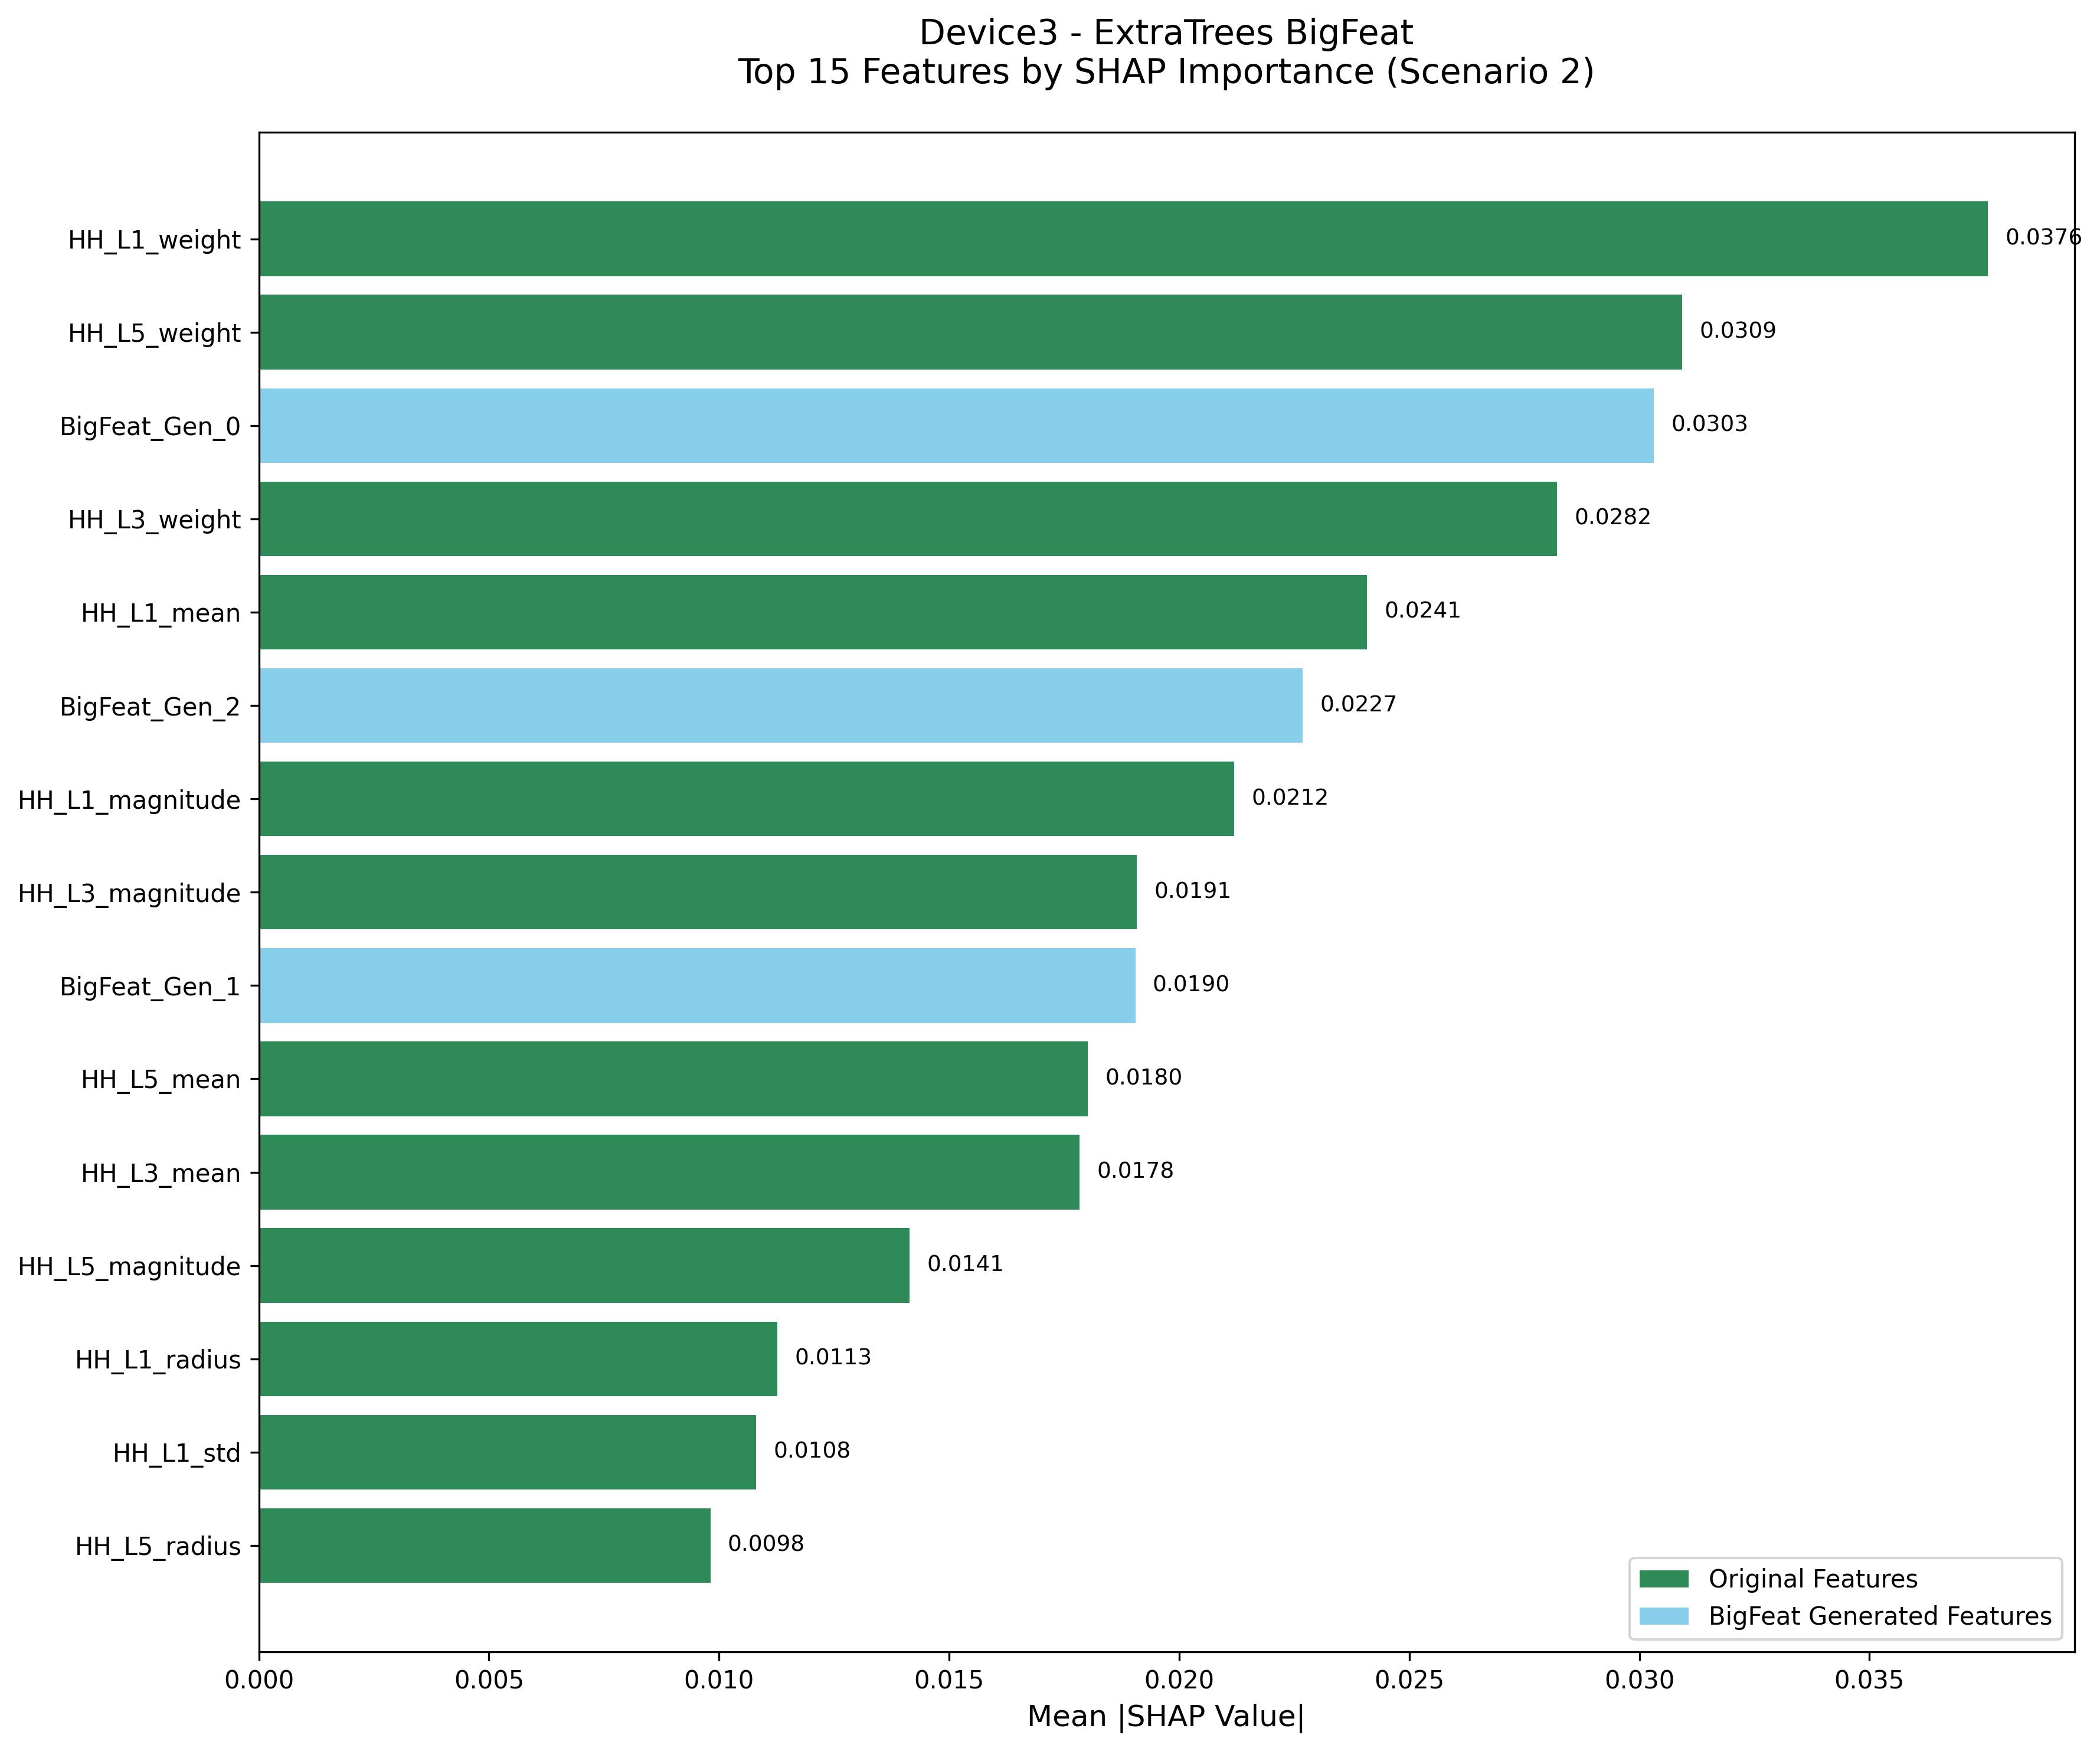 Device3 - ExtraTrees BigFeat
Top 15 Features by SHAP Importance (Scenario 2)
HH_L1_weight 0.0376
HH_L5_weight 0.0309
BigFeat_Gen_0 0.0303
HH_L3_weight 0.0282
HH_L1_mean 0.0241
BigFeat_Gen_2 0.0227
HH_L1_magnitude 0.0212
HH_L3_magnitude 0.0191
BigFeat_Gen_1 0.0190
HH_L5_mean 0.0180
HH_L3_mean 0.0178
HH_L5_magnitude 0.0141
HH_L1_radius 0.0113
HH_L1_std 0.0108
HH_L5_radius 0.0098
Original Features
BigFeat Generated Features
0.000 0.005 0.010 0.015 0.020 0.025 0.030 0.035
Mean |SHAP Value|